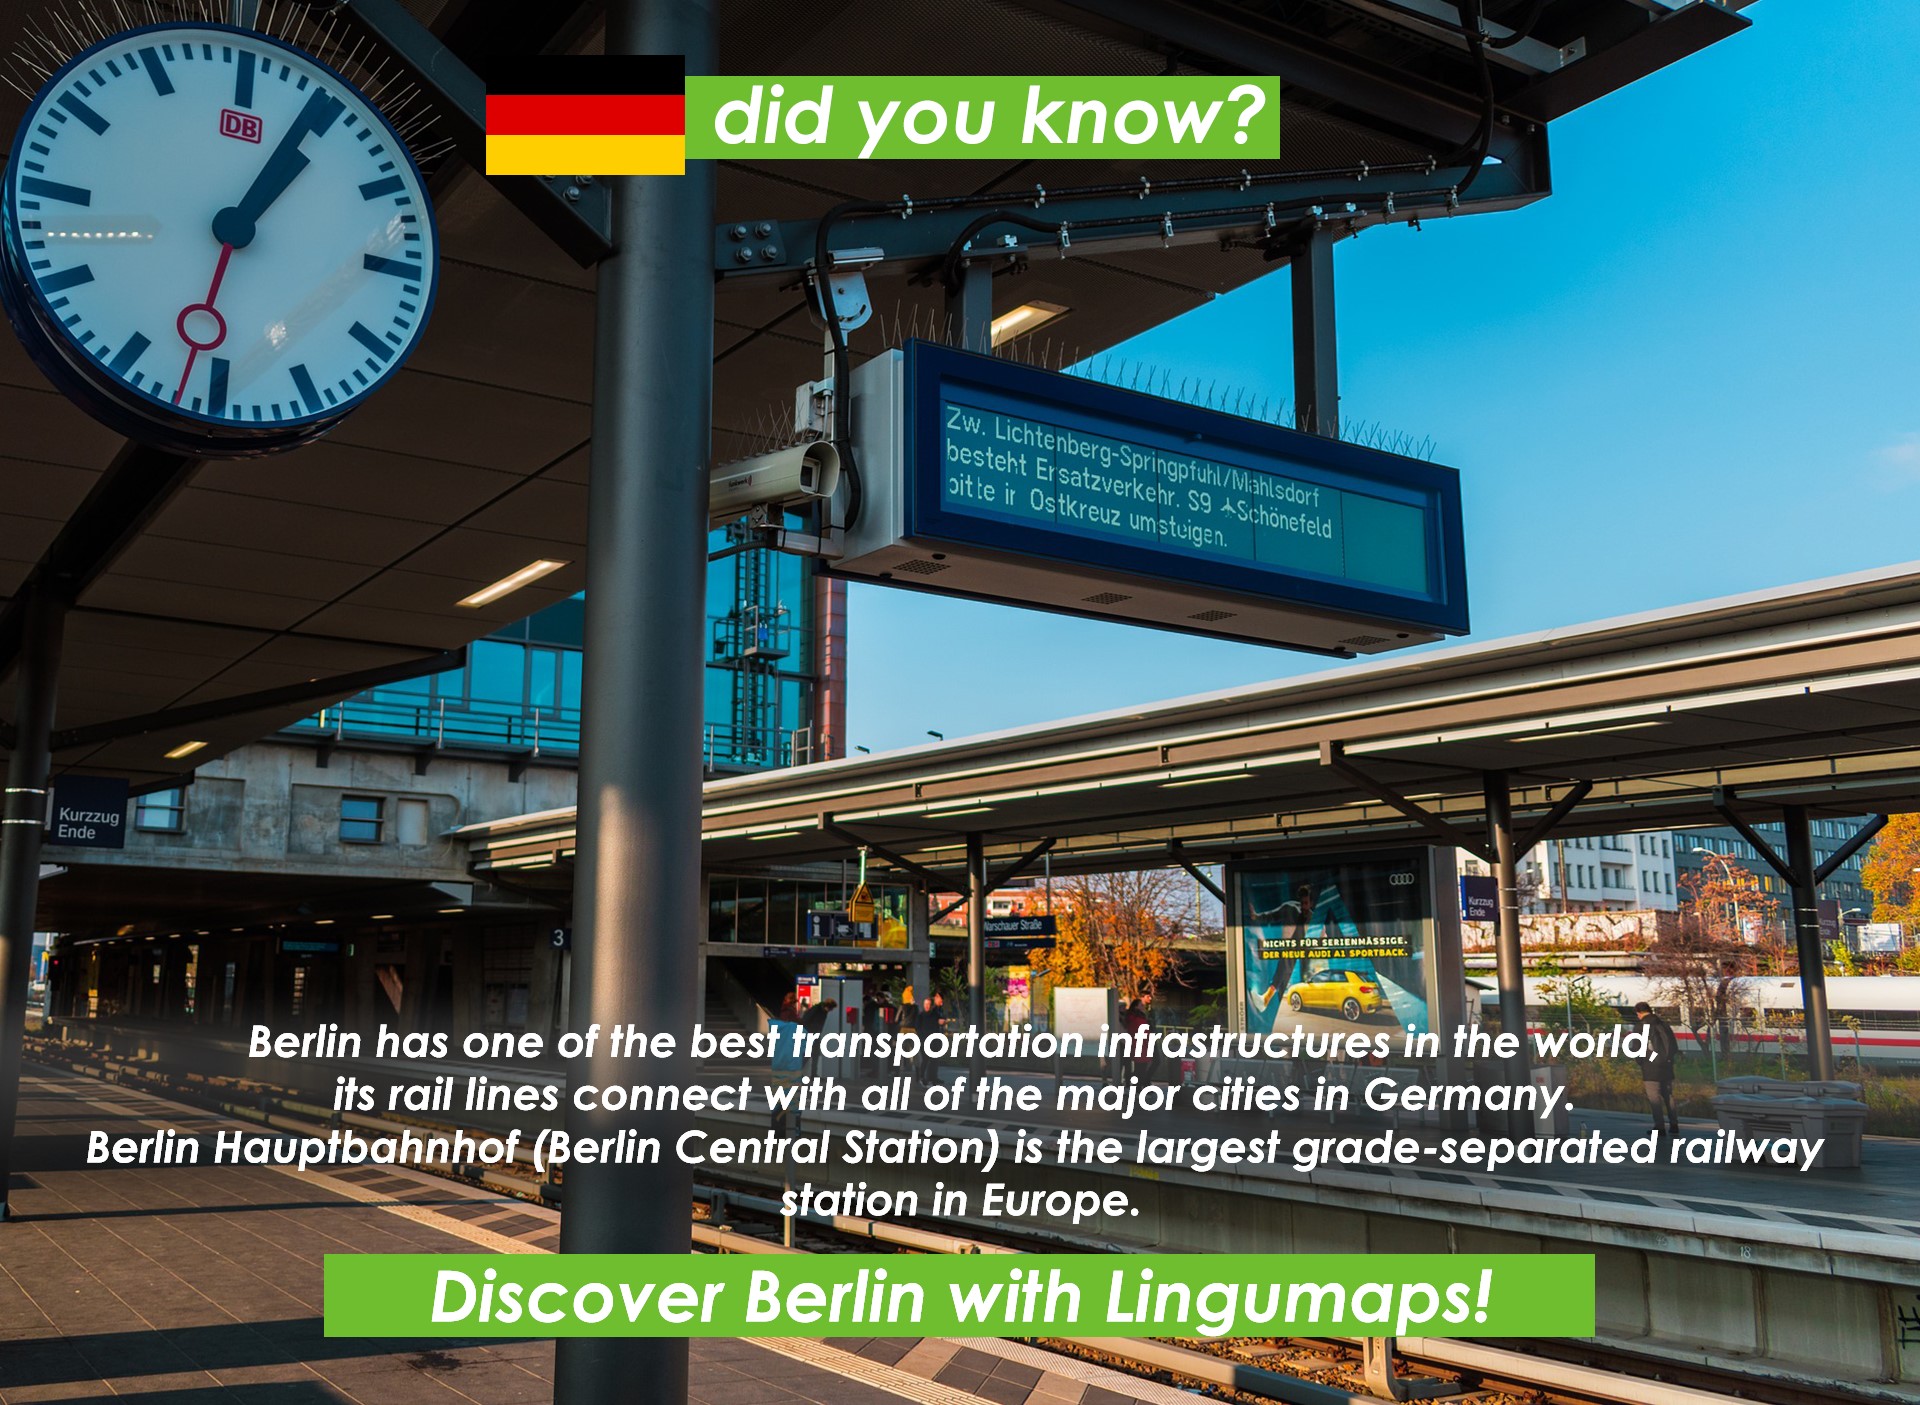 did you know?
DB
Zw. Lichtenberg-Springpfuhl/Mahlsdorf
besteht Ersatzverkehr. S9 Schönefeld
bitte in Ostkreuz umsteigen.
Kurzzug
Ende
3
Warschauer Straße
Kurzzug
Ende
NICHTS FÜR SERIENMÄSSIGE.
DER NEUE AUDI A1 SPORTBACK.
Berlin has one of the best transportation infrastructures in the world,
its rail lines connect with all of the major cities in Germany.
Berlin Hauptbahnhof (Berlin Central Station) is the largest grade-separated railway
station in Europe.
18
Discover Berlin with Lingumaps!